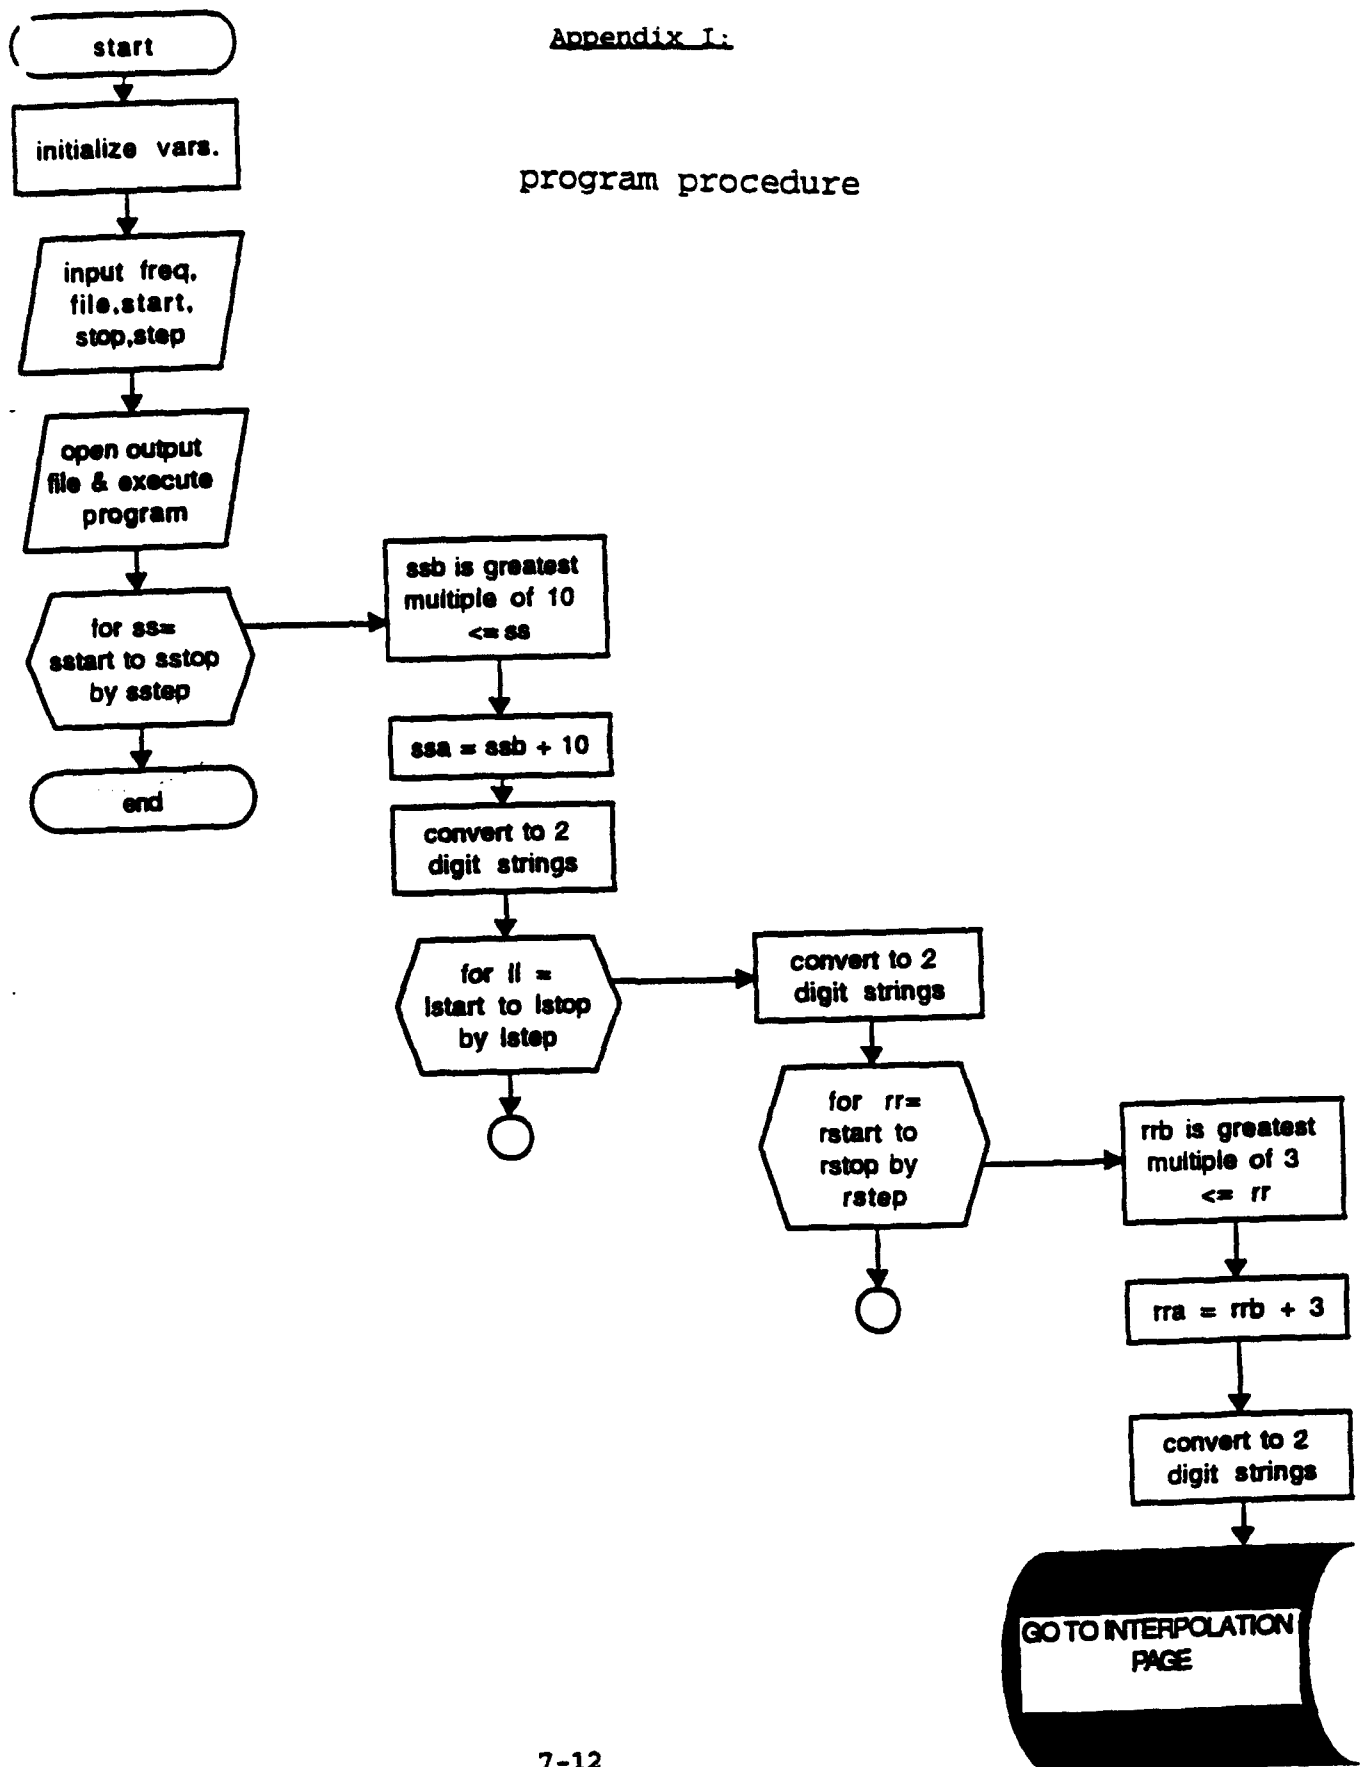 Appendix I:
program procedure
start
initialize vars.
input freq,
file,start,
stop,step
open output
file & execute
program
for ss=
sstart to sstop
by sstep
end
ssb is greatest
multiple of 10
<= ss
ssa = ssb + 10
convert to 2
digit strings
for ll =
lstart to lstop
by lstep
convert to 2
digit strings
for rr=
rstart to
rstop by
rstep
rrb is greatest
multiple of 3
<= rr
rra = rrb + 3
convert to 2
digit strings
GO TO INTERPOLATION
PAGE
7-12